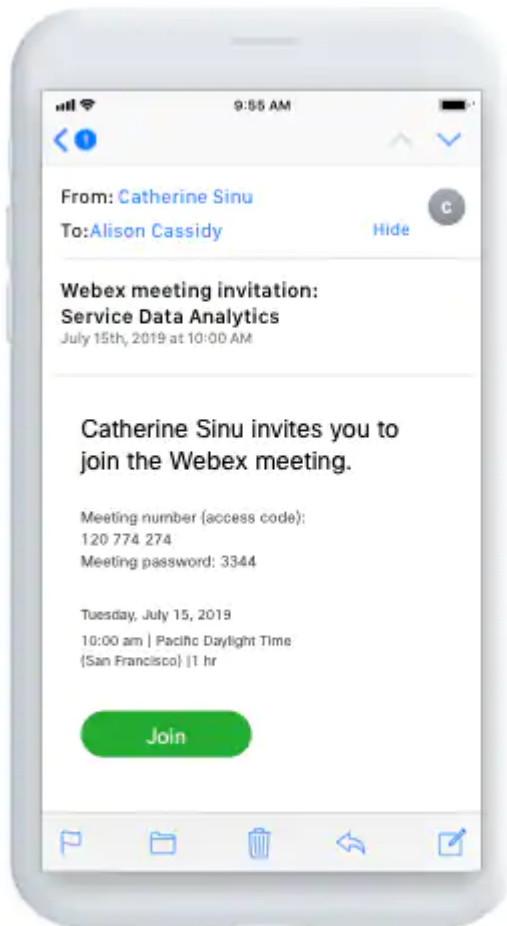 9:55 AM
1
From: Catherine Sinu
C
To:Alison Cassidy
Hide
Webex meeting invitation:
Service Data Analytics
July 15th, 2019 at 10:00 AM
Catherine Sinu invites you to
join the Webex meeting.
Meeting number (access code):
120 774 274
Meeting password: 3344
Tuesday, July 15, 2019
10:00 am | Pacific Daylight Time
(San Francisco) |1 hr
Join